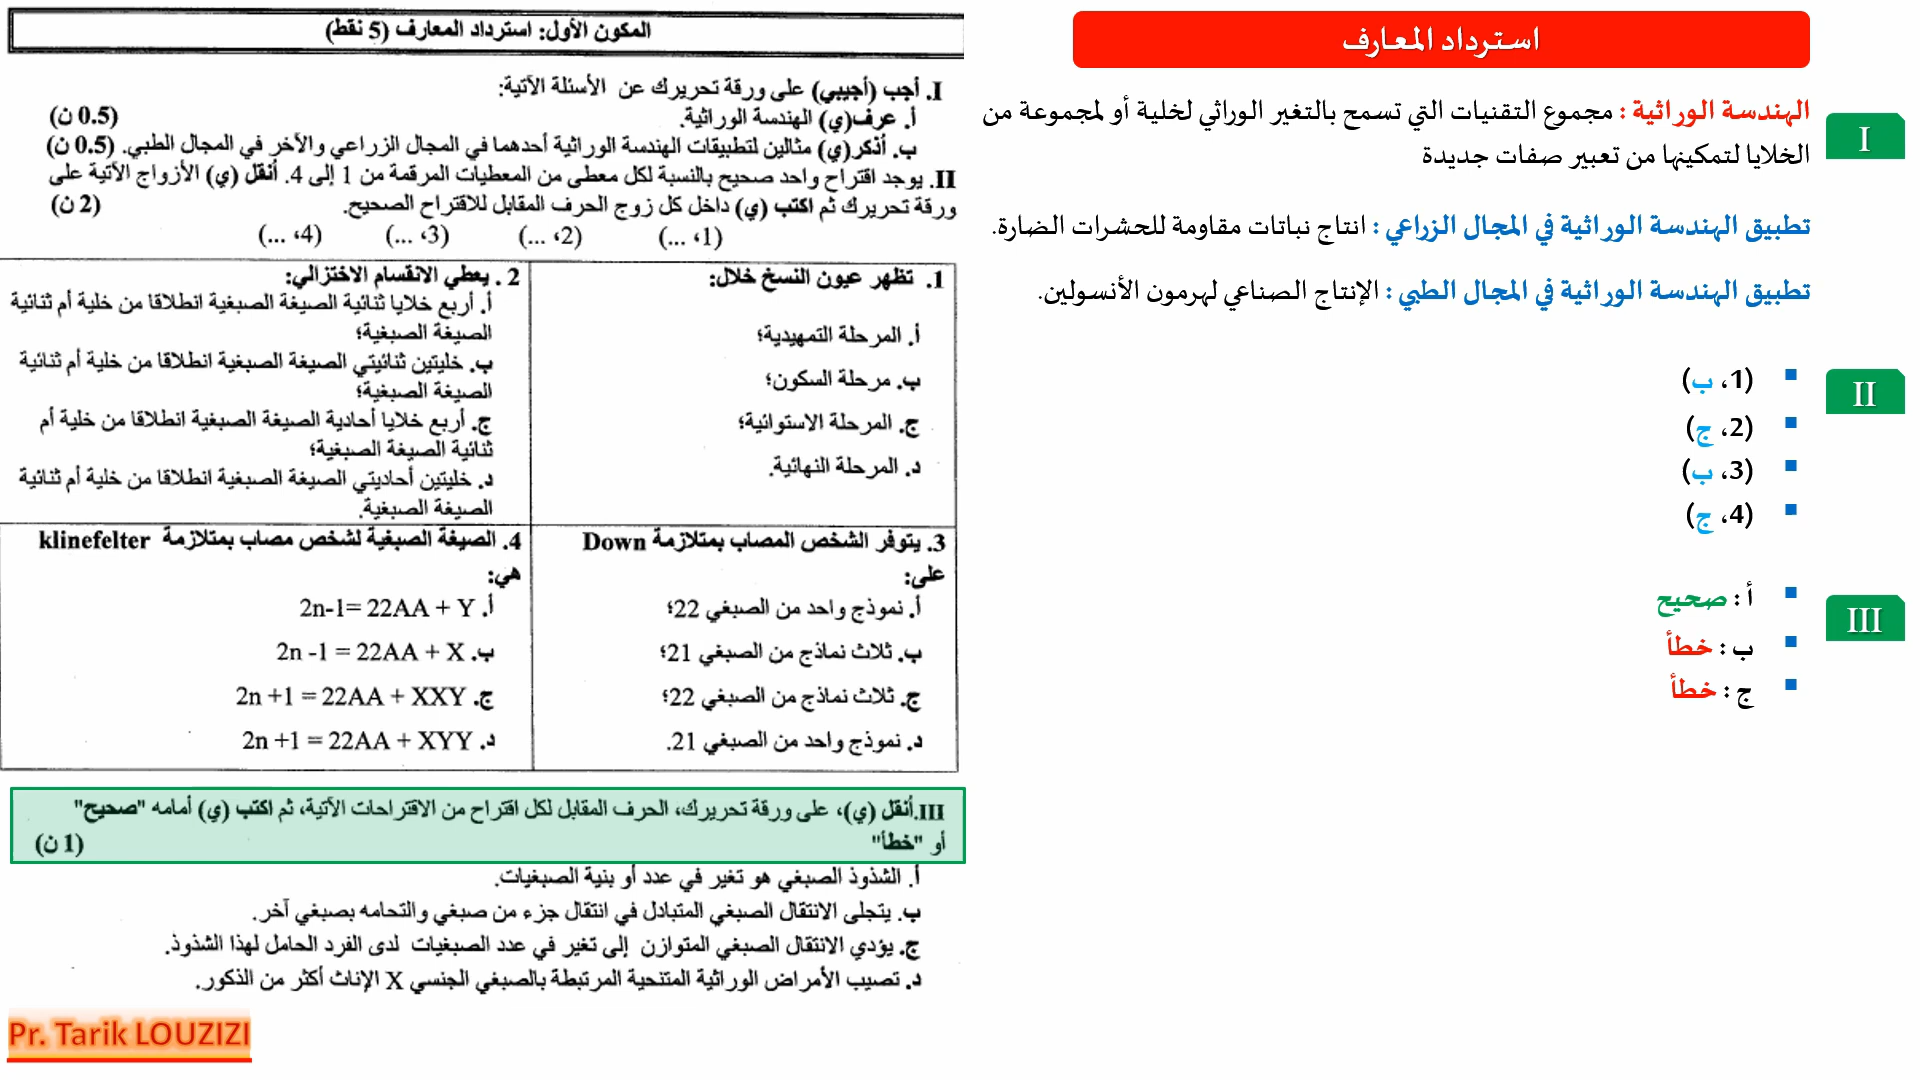 المكون الأول: استرداد المعارف (5 نقط)
I. أجب (أجيبي) على ورقة تحريرك عن الأسئلة الآتية:
أ. عرف(ي) الهندسة الوراثية. (0.5 ن)
ب. أذكر(ي) مثالين لتطبيقات الهندسة الوراثية أحدهما في المجال الزراعي والآخر في المجال الطبي. (0.5 ن)
II. يوجد اقتراح واحد صحيح بالنسبة لكل معطى من المعطيات المرقمة من 1 إلى 4. أنقل (ي) الأزواج الآتية على
ورقة تحريرك ثم اكتب (ي) داخل كل زوج الحرف المقابل للاقتراح الصحيح. (2 ن)
(1، ...) (2، ...) (3، ...) (4، ...)
1. تظهر عيون النسخ خلال:
أ. المرحلة التمهيدية؛
ب. مرحلة السكون؛
ج. المرحلة الاستوائية؛
د. المرحلة النهائية.
2. يعطي الانقسام الاختزالي:
أ. أربع خلايا ثنائية الصيغة الصبغية انطلاقا من خلية أم ثنائية
الصيغة الصبغية؛
ب. خليتين ثنائيتي الصيغة الصبغية انطلاقا من خلية أم ثنائية
الصيغة الصبغية؛
ج. أربع خلايا أحادية الصيغة الصبغية انطلاقا من خلية أم
ثنائية الصيغة الصبغية؛
د. خليتين أحاديتي الصيغة الصبغية انطلاقا من خلية أم ثنائية
الصيغة الصبغية.
3. يتوفر الشخص المصاب بمتلازمة Down
على:
أ. نموذج واحد من الصبغي 22؛
ب. ثلاث نماذج من الصبغي 21؛
ج. ثلاث نماذج من الصبغي 22؛
د. نموذج واحد من الصبغي 21.
4. الصيغة الصبغية لشخص مصاب بمتلازمة klinefelter
هي:
أ. 2n-1= 22AA + Y
ب. 2n -1 = 22AA + X
ج. 2n +1 = 22AA + XXY
د. 2n +1 = 22AA + XYY
III.أنقل (ي)، على ورقة تحريرك، الحرف المقابل لكل اقتراح من الاقتراحات الآتية، ثم اكتب (ي) أمامه "صحيح"
أو "خطأ" (1 ن)
أ. الشذوذ الصبغي هو تغير في عدد أو بنية الصبغيات.
ب. يتجلى الانتقال الصبغي المتبادل في انتقال جزء من صبغي والتحامه بصبغي آخر.
ج. يؤدي الانتقال الصبغي المتوازن إلى تغير في عدد الصبغيات لدى الفرد الحامل لهذا الشذوذ.
د. تصيب الأمراض الوراثية المتنحية المرتبطة بالصبغي الجنسي X الإناث أكثر من الذكور.
Pr. Tarik LOUZIZI
استرداد المعارف
I
الهندسة الوراثية : مجموع التقنيات التي تسمح بالتغير الوراثي لخلية أو لمجموعة من
الخلايا لتمكينها من تعبير صفات جديدة
تطبيق الهندسة الوراثية في المجال الزراعي : انتاج نباتات مقاومة للحشرات الضارة.
تطبيق الهندسة الوراثية في المجال الطبي : الإنتاج الصناعي لهرمون الأنسولين.
II
(1، ب)
(2، ج)
(3، ب)
(4، ج)
III
أ : صحيح
ب : خطأ
ج : خطأ